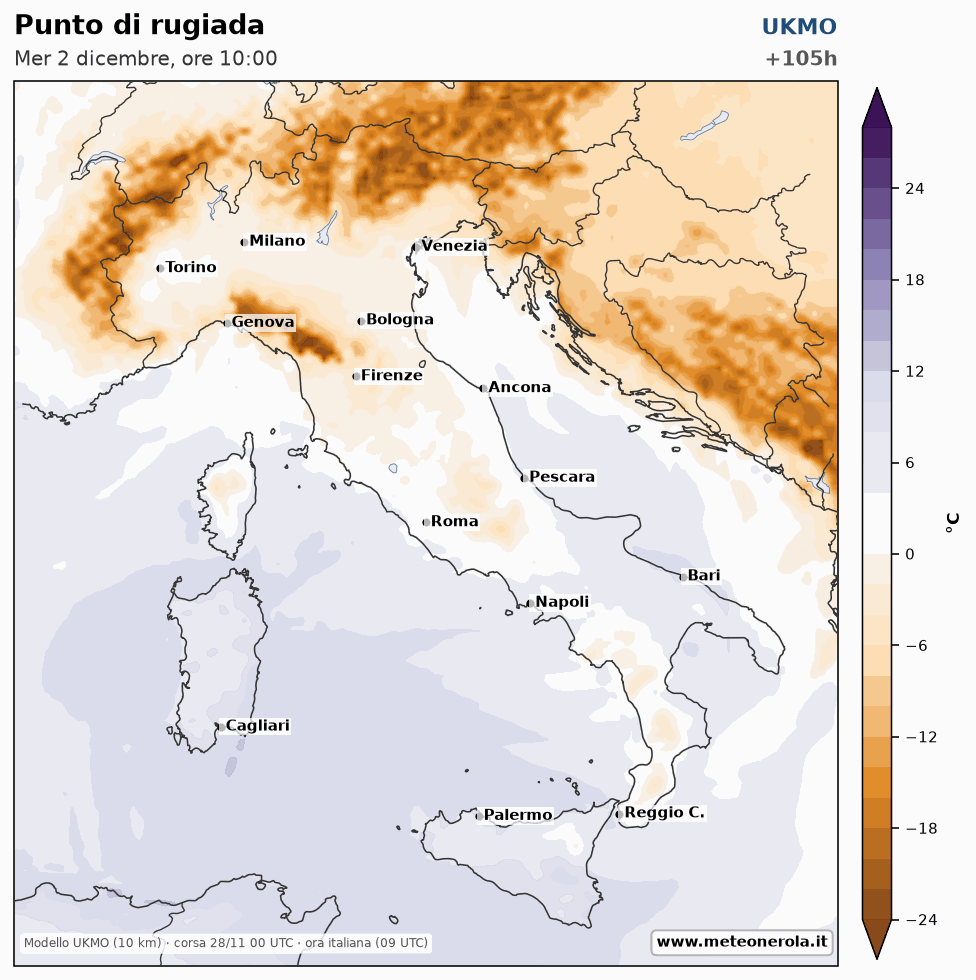 Punto di rugiada
UKMO
Mer 2 dicembre, ore 10:00
+105h
24
18
12
6
0
−6
−12
−18
−24
°C
Milano
Venezia
Torino
Genova
Bologna
Firenze
Ancona
Pescara
Roma
Bari
Napoli
Cagliari
Palermo
Reggio C.
Modello UKMO (10 km) · corsa 28/11 00 UTC · ora italiana (09 UTC)
www.meteonerola.it